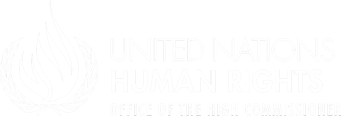 UNITED NATIONS
HUMAN RIGHTS
OFFICE OF THE HIGH COMMISSIONER